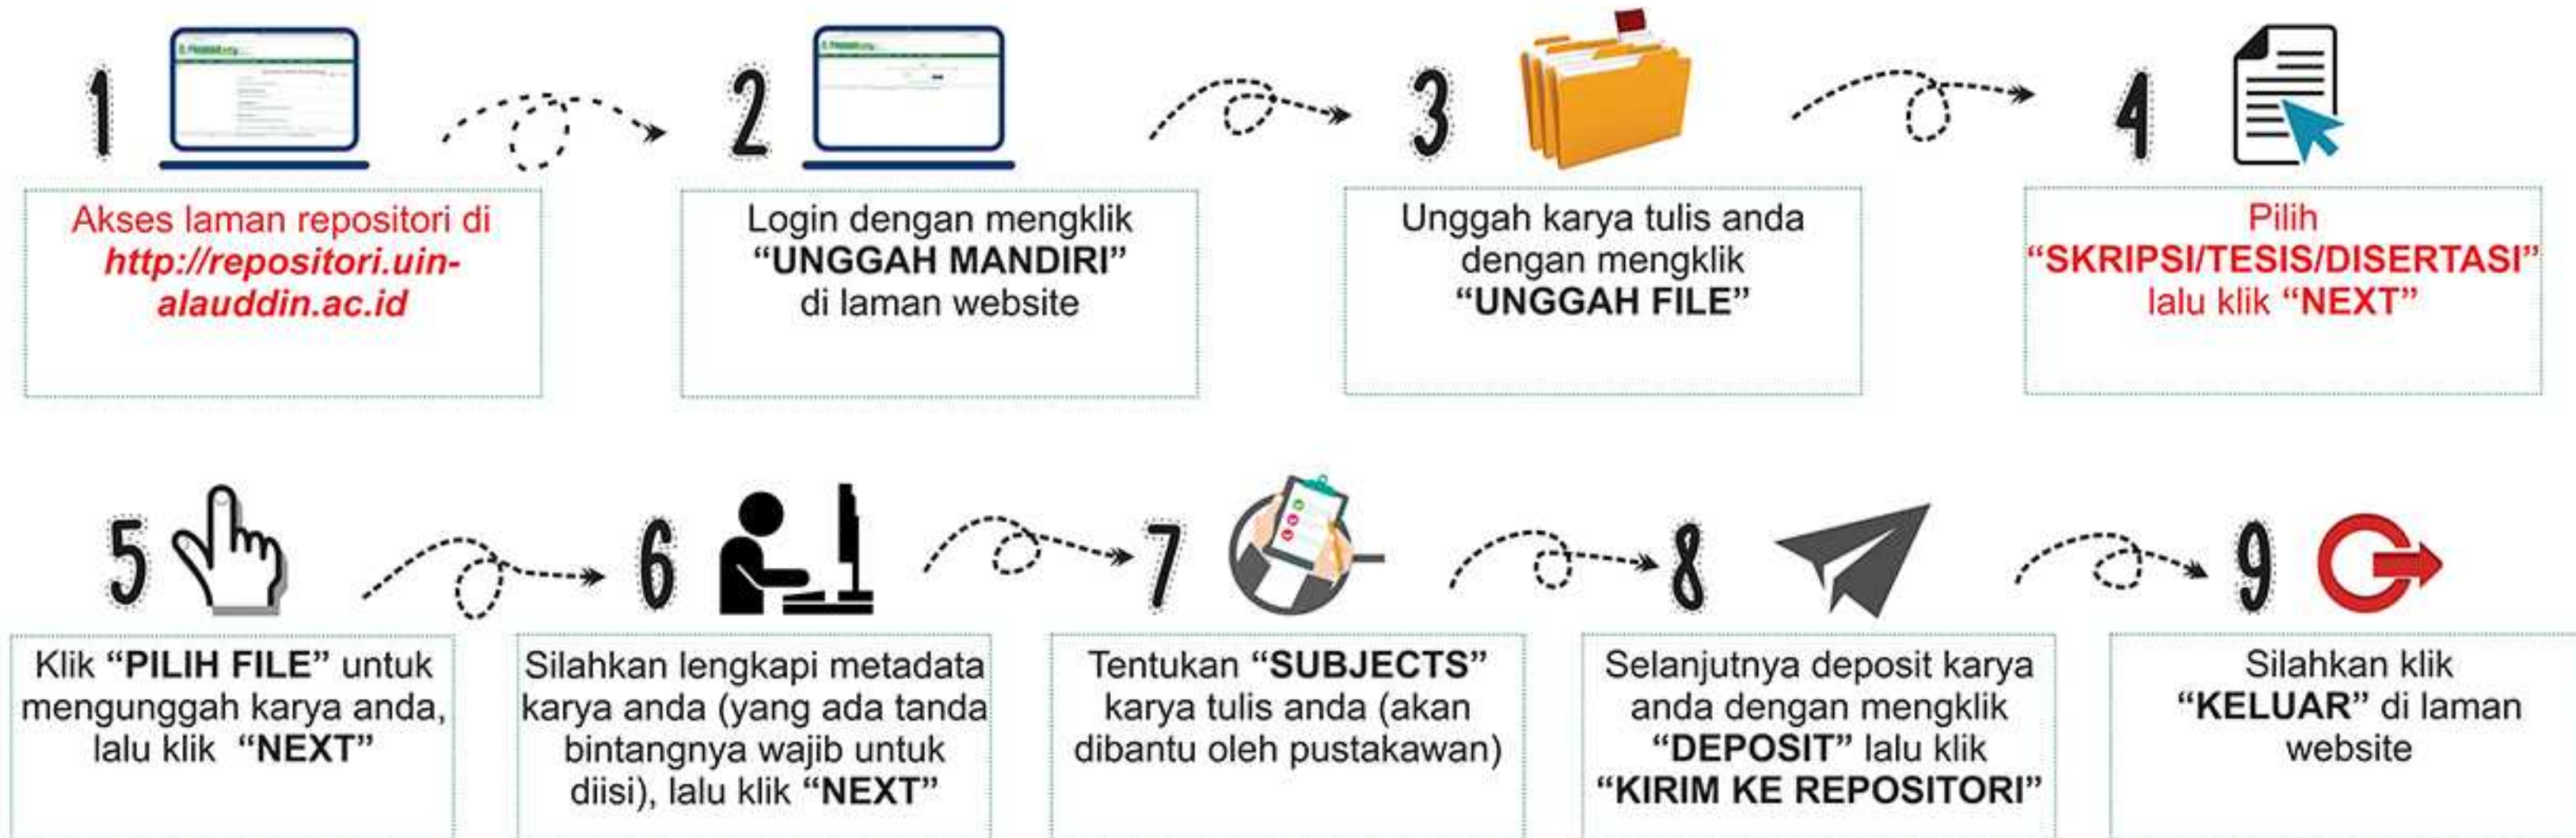 1
Akses laman repositori di
http://repositori.uin-
alauddin.ac.id
2
Login dengan mengklik
“UNGGAH MANDIRI”
di laman website
3
Unggah karya tulis anda
dengan mengklik
“UNGGAH FILE”
4
Pilih
“SKRIPSI/TESIS/DISERTASI”
lalu klik “NEXT”
5
Klik “PILIH FILE” untuk
mengunggah karya anda,
lalu klik “NEXT”
6
Silahkan lengkapi metadata
karya anda (yang ada tanda
bintangnya wajib untuk
diisi), lalu klik “NEXT”
7
Tentukan “SUBJECTS”
karya tulis anda (akan
dibantu oleh pustakawan)
8
Selanjutnya deposit karya
anda dengan mengklik
“DEPOSIT” lalu klik
“KIRIM KE REPOSITORI”
9
Silahkan klik
“KELUAR” di laman
website